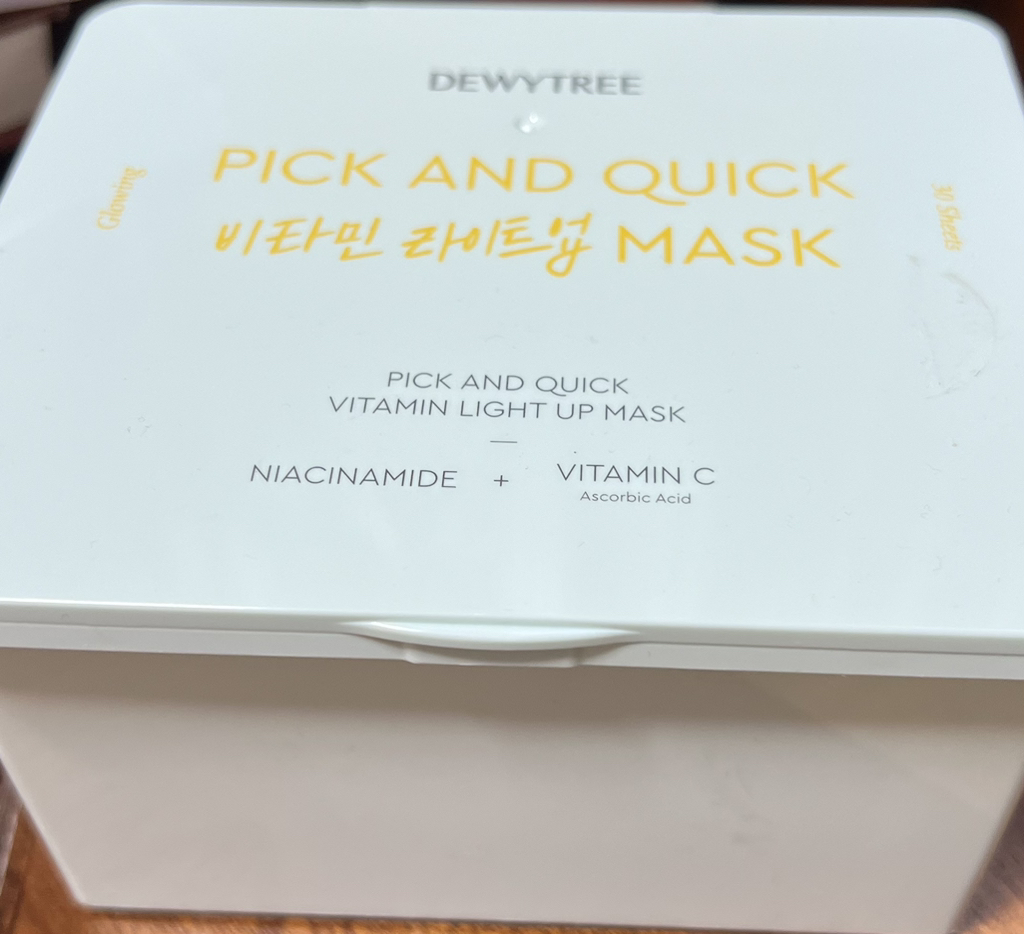 DEWYTREE
PICK AND QUICK
비타민 라이트업 MASK
Glowing
30 Sheets
PICK AND QUICK
VITAMIN LIGHT UP MASK
NIACINAMIDE + VITAMIN C
Ascorbic Acid